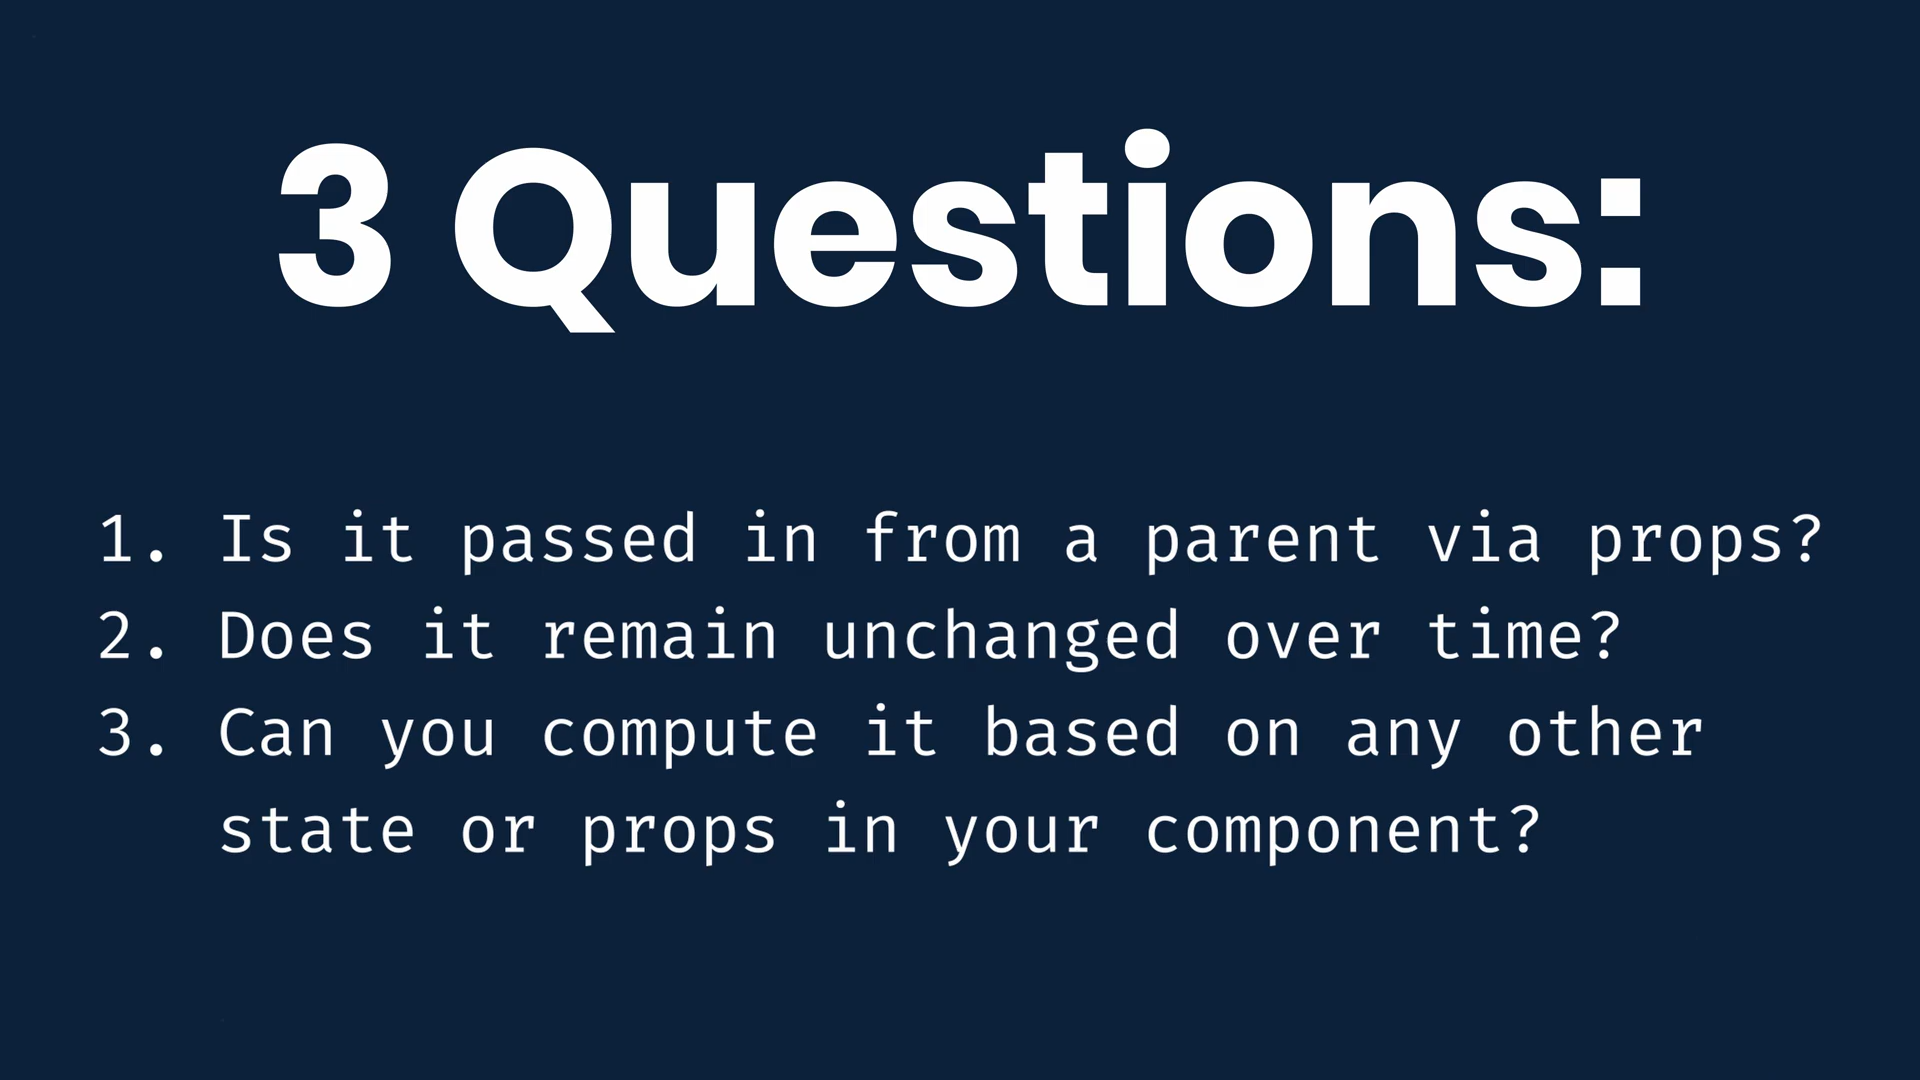 3 Questions:
1. Is it passed in from a parent via props?
2. Does it remain unchanged over time?
3. Can you compute it based on any other
state or props in your component?